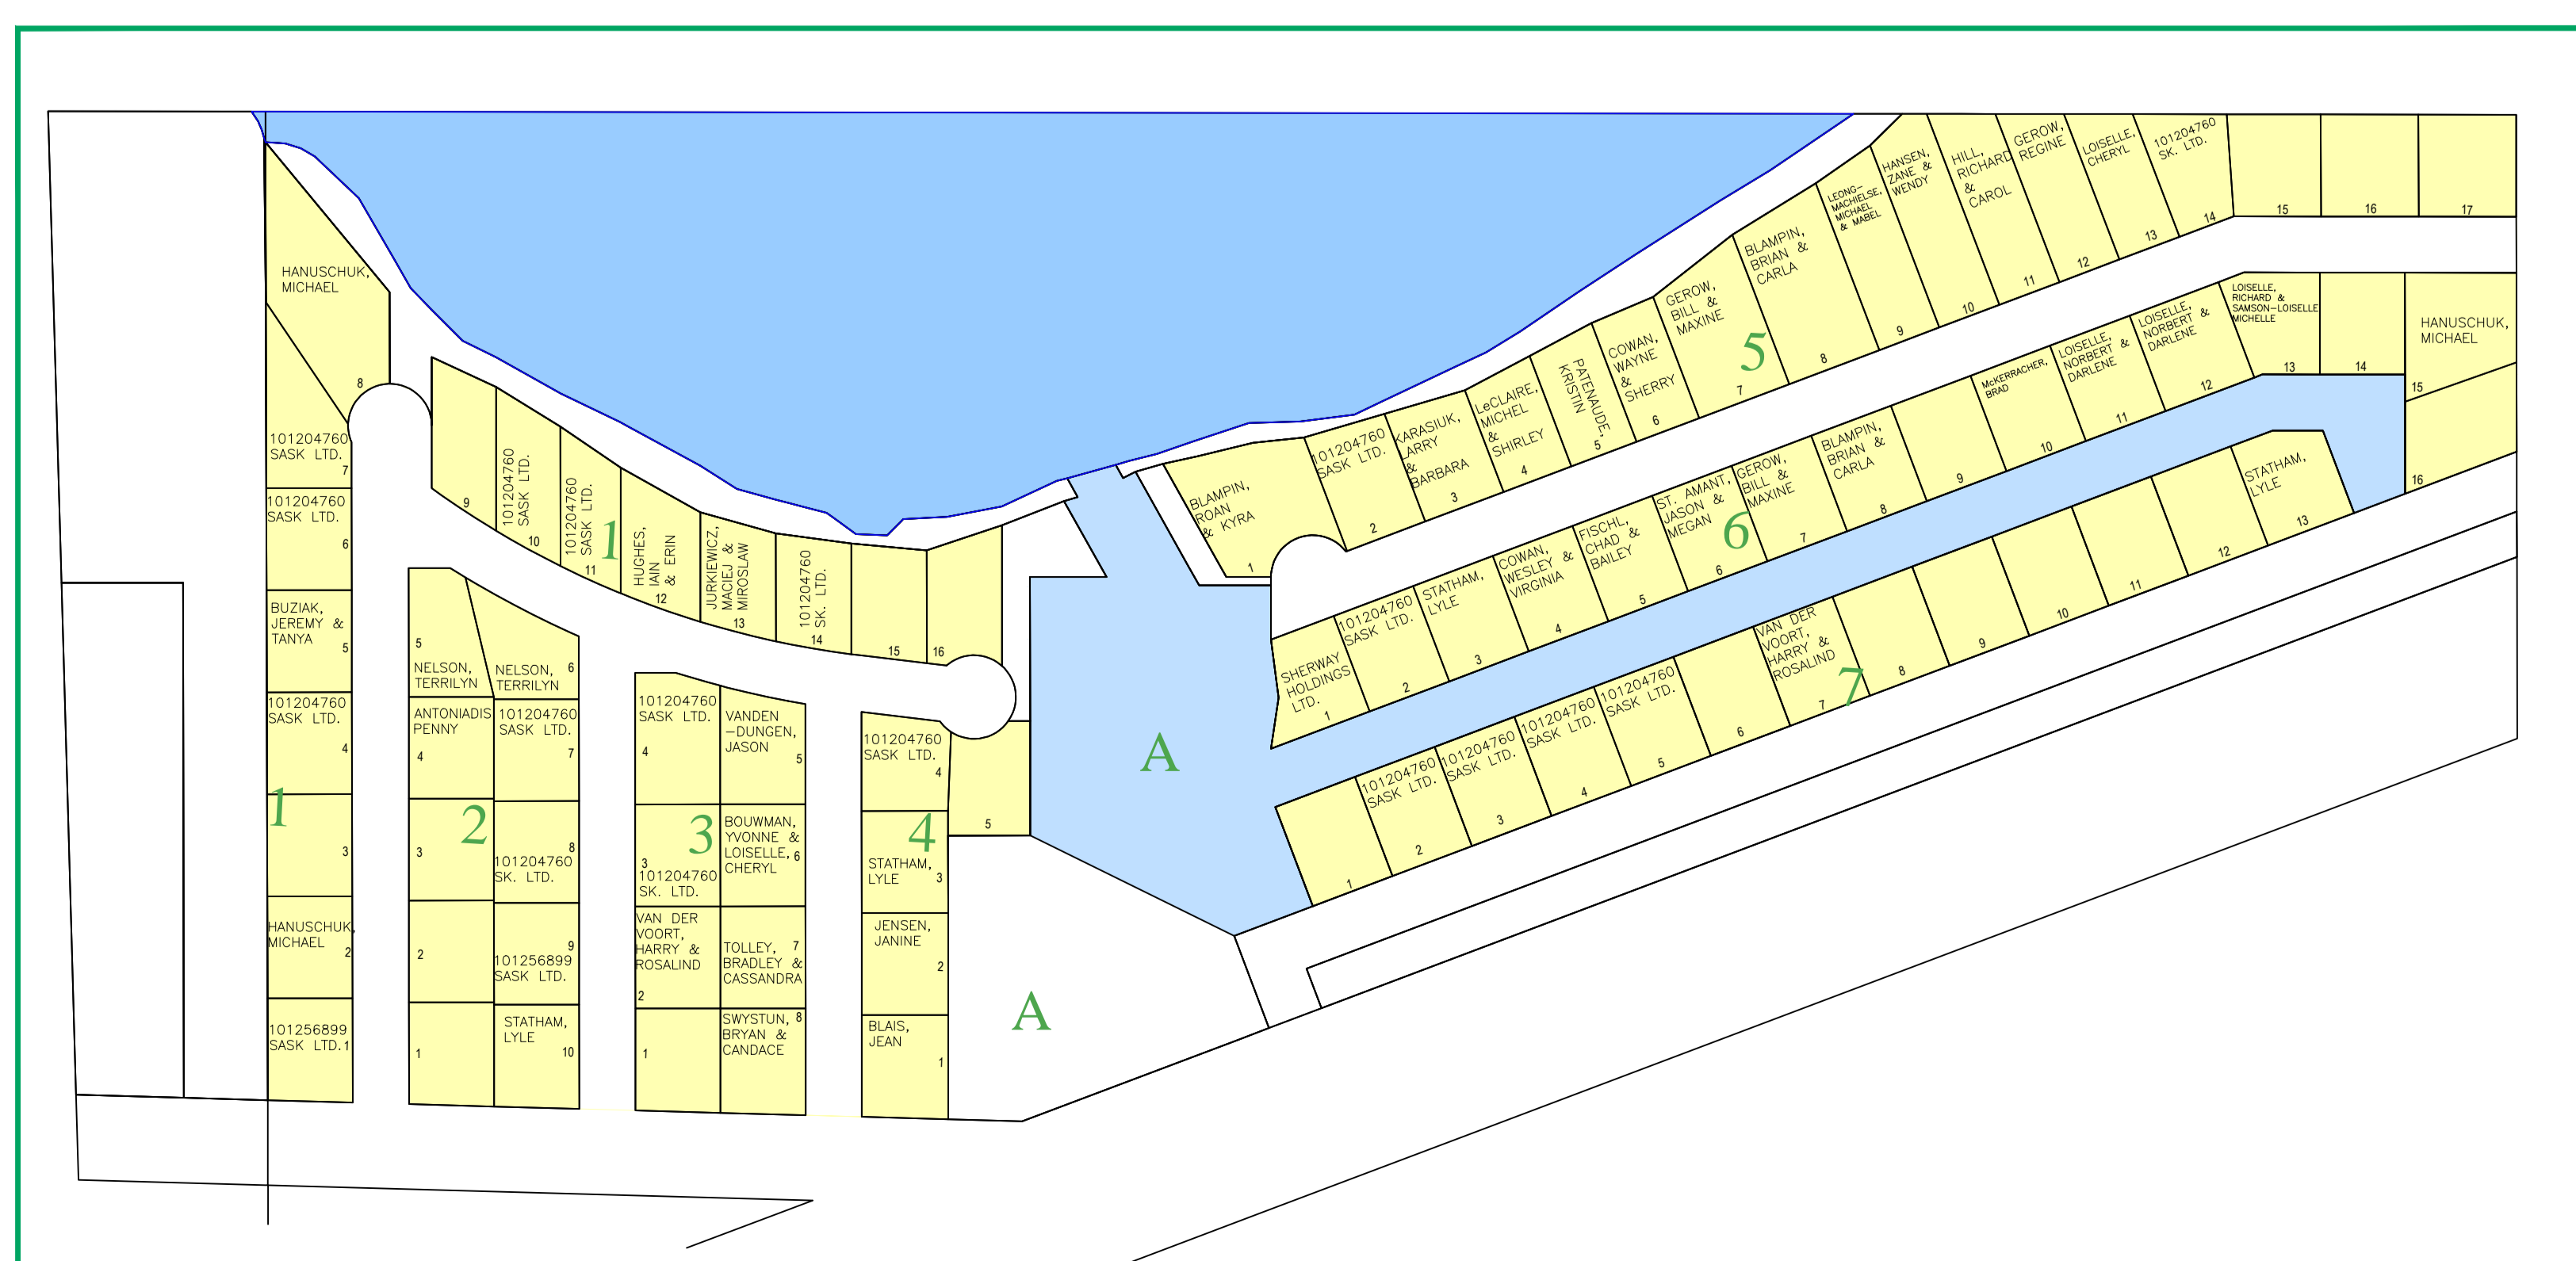 HANUSCHUK,
MICHAEL
8
101204760
SASK LTD.
7
101204760
SASK LTD.
6
BUZIAK,
JEREMY &
TANYA
5
101204760
SASK LTD.
4
1
3
HANUSCHUK,
MICHAEL
2
101256899
SASK LTD.
1
9
101204760
SASK LTD.
10
101204760
SASK LTD.
11
1
HUGHES,
IAIN
& ERIN
12
JURKIEWICZ,
MACIEJ &
MIROSLAW
13
101204760
SK. LTD.
14
15
16
5
NELSON,
TERRILYN
ANTONIADIS
PENNY
4
3
2
2
1
NELSON,
TERRILYN
6
101204760
SASK LTD.
7
8
101204760
SK. LTD.
9
101256899
SASK LTD.
STATHAM,
LYLE
10
101204760
SASK LTD.
4
3
3
101204760
SK. LTD.
VAN DER
VOORT,
HARRY &
ROSALIND
2
1
VANDEN
-DUNGEN,
JASON
5
BOUWMAN,
YVONNE &
LOISELLE,
CHERYL
6
TOLLEY,
BRADLEY &
CASSANDRA
7
SWYSTUN,
BRYAN &
CANDACE
8
101204760
SASK LTD.
4
4
STATHAM,
LYLE
3
JENSEN,
JANINE
2
BLAIS,
JEAN
1
5
A
A
BLAMPIN,
ROAN
& KYRA
1
101204760
SASK LTD.
2
KARASIUK,
LARRY
&
BARBARA
3
LeCLAIRE,
MICHEL
&
SHIRLEY
4
PATENAUDE,
KRISTIN
5
COWAN,
WAYNE
&
SHERRY
6
GEROW,
BILL &
MAXINE
7
5
BLAMPIN,
BRIAN &
CARLA
8
LEONG-
MACHIELSE,
MICHAEL
& MABEL
9
HANSEN,
ZANE &
WENDY
10
HILL,
RICHARD
&
CAROL
11
GEROW,
REGINE
12
LOISELLE,
CHERYL
13
101204760
SK. LTD.
14
15
16
17
SHERWAY
HOLDINGS
LTD.
1
101204760
SASK LTD.
2
STATHAM,
LYLE
3
COWAN,
WESLEY &
VIRGINIA
4
FISCHL,
CHAD &
BAILEY
5
ST. AMANT,
JASON &
MEGAN
6
6
GEROW,
BILL &
MAXINE
7
BLAMPIN,
BRIAN &
CARLA
8
9
McKERRACHER,
BRAD
10
LOISELLE,
NORBERT &
DARLENE
11
LOISELLE,
NORBERT &
DARLENE
12
LOISELLE,
RICHARD &
SAMSON-LOISELLE
MICHELLE
13
14
HANUSCHUK,
MICHAEL
15
16
1
101204760
SASK LTD.
2
101204760
SASK LTD.
3
101204760
SASK LTD.
4
101204760
SASK LTD.
5
6
VAN DER
VOORT,
HARRY &
ROSALIND
7
7
8
9
10
11
12
STATHAM,
LYLE
13